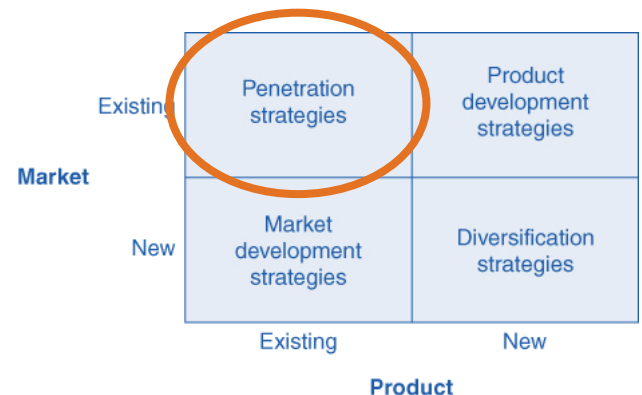 Penetration
strategies
Product
development
strategies
Existing
Market
Market
development
strategies
Diversification
strategies
New
Existing
New
Product